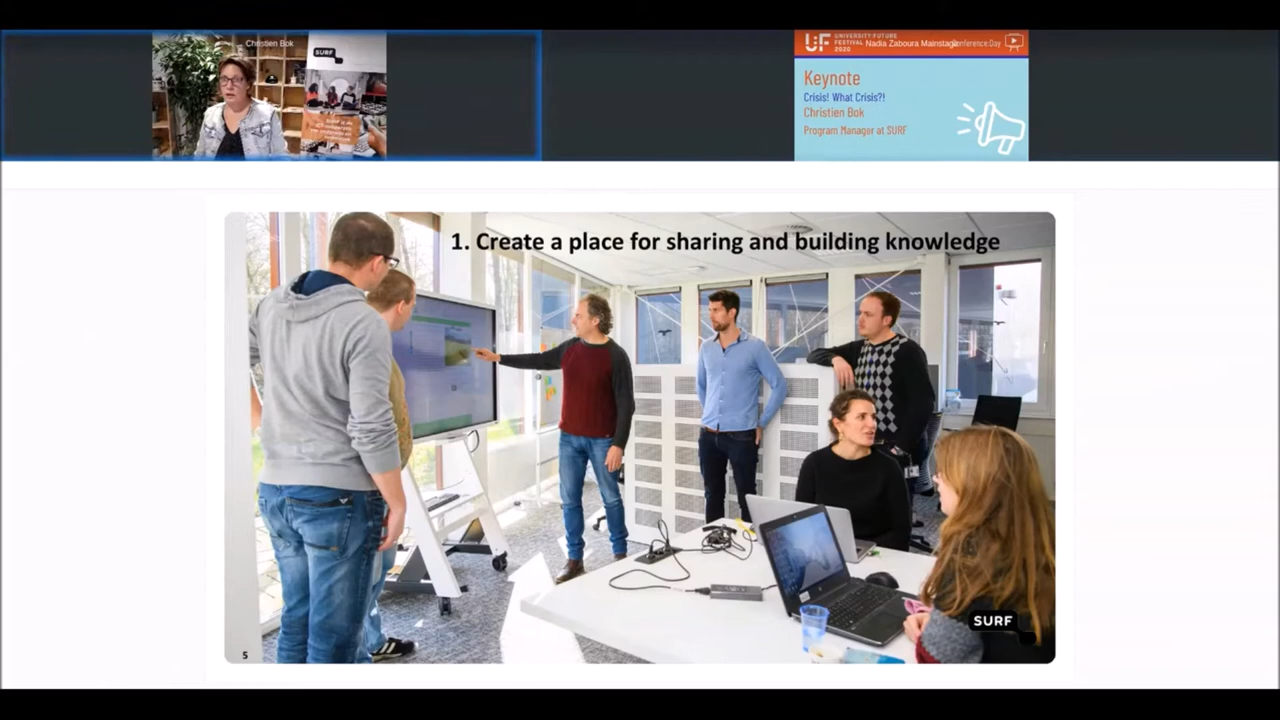 Christien Bok
SURF
UNIVERSITY:FUTURE
FESTIVAL
2020
Nadia Zaboura Mainstage
Conference:Day
Keynote
Crisis! What Crisis?!
Christien Bok
Program Manager at SURF
1. Create a place for sharing and building knowledge
SURF
5